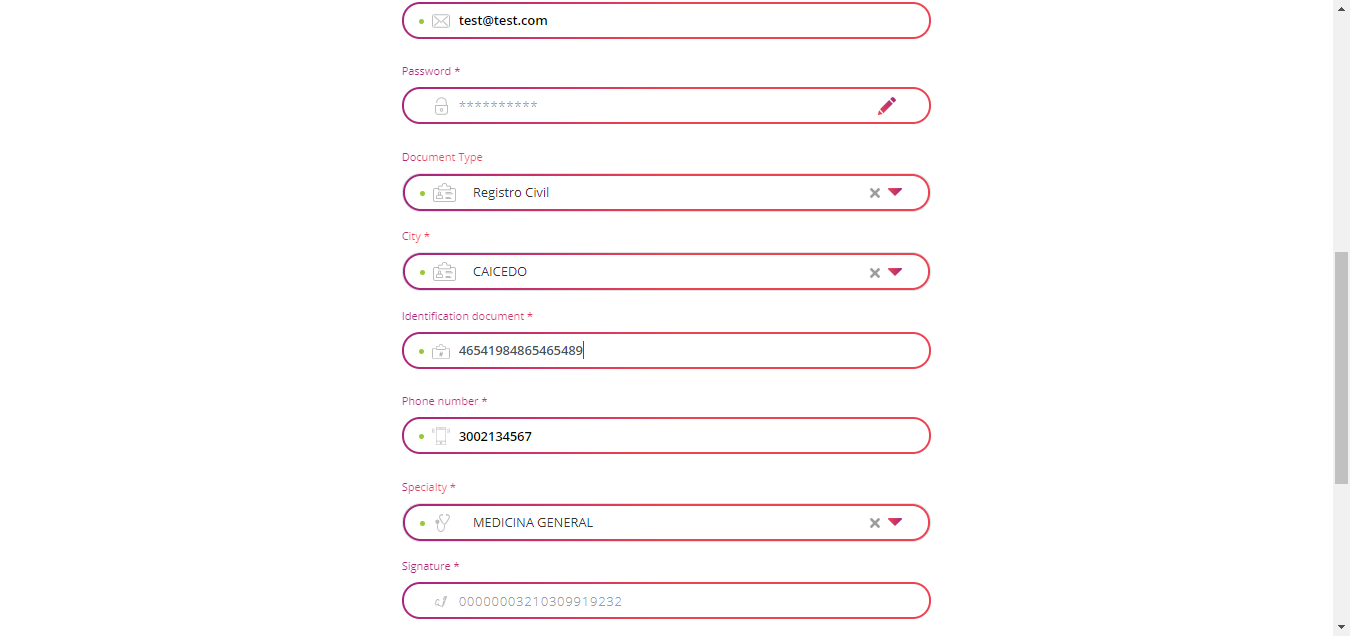 test@test.com
Password *
**********
Document Type
Registro Civil
City *
CAICEDO
Identification document *
46541984865465489
Phone number *
3002134567
Specialty *
MEDICINA GENERAL
Signature *
00000003210309919232